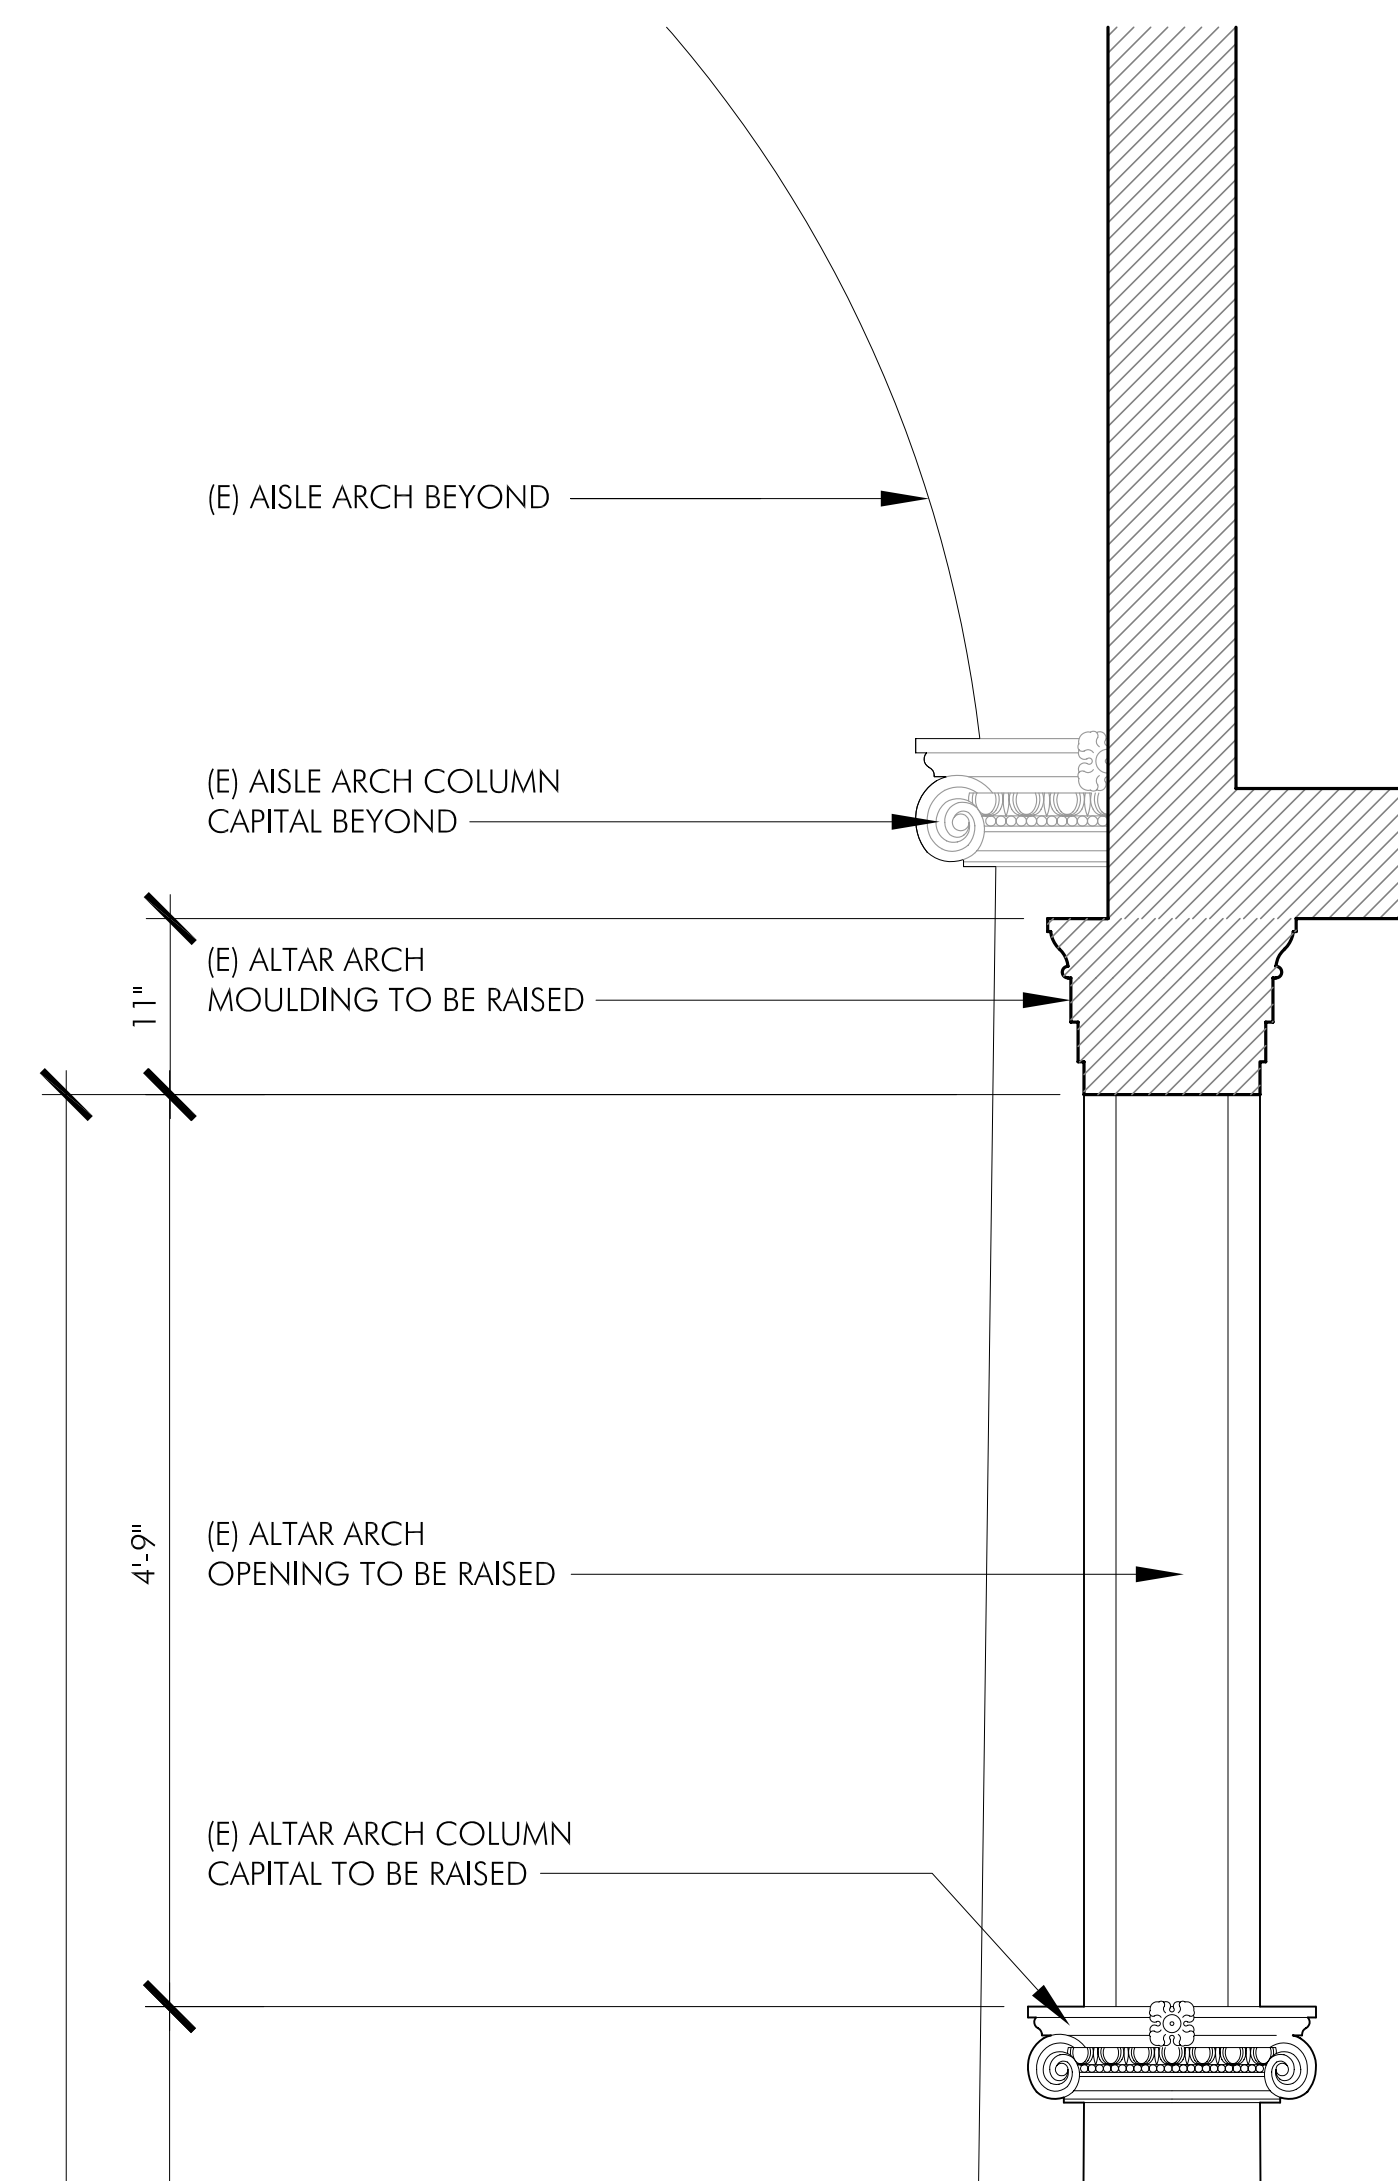 (E) AISLE ARCH BEYOND
(E) AISLE ARCH COLUMN
CAPITAL BEYOND
(E) ALTAR ARCH
MOULDING TO BE RAISED
11"
4'-9"
(E) ALTAR ARCH
OPENING TO BE RAISED
(E) ALTAR ARCH COLUMN
CAPITAL TO BE RAISED